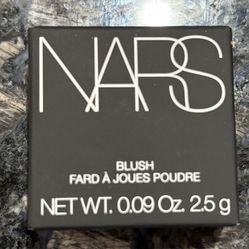 NARS
BLUSH
FARD À JOUES POUDRE
NET WT. 0.09 Oz. 2.5 g